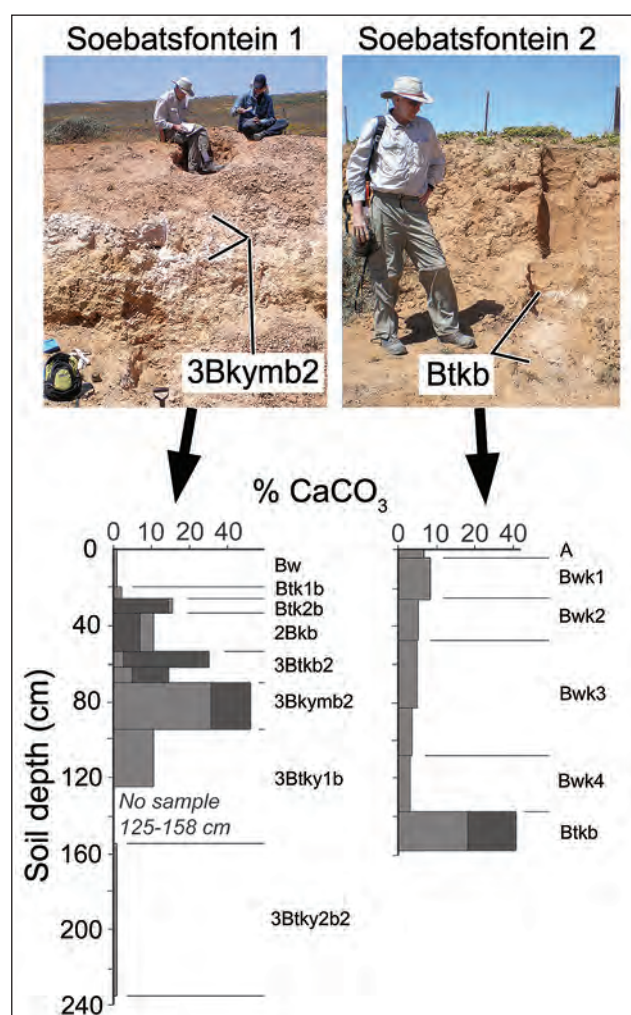 Soebatsfontein 1
Soebatsfontein 2
3Bkymb2
Btkb
% CaCO3
0 10 20 40
0 10 20 40
Soil depth (cm)
0
40
80
120
160
200
240
Bw
Btk1b
Btk2b
2Bkb
3Btkb2
3Bkymb2
3Btky1b
No sample
125-158 cm
3Btky2b2
A
Bwk1
Bwk2
Bwk3
Bwk4
Btkb